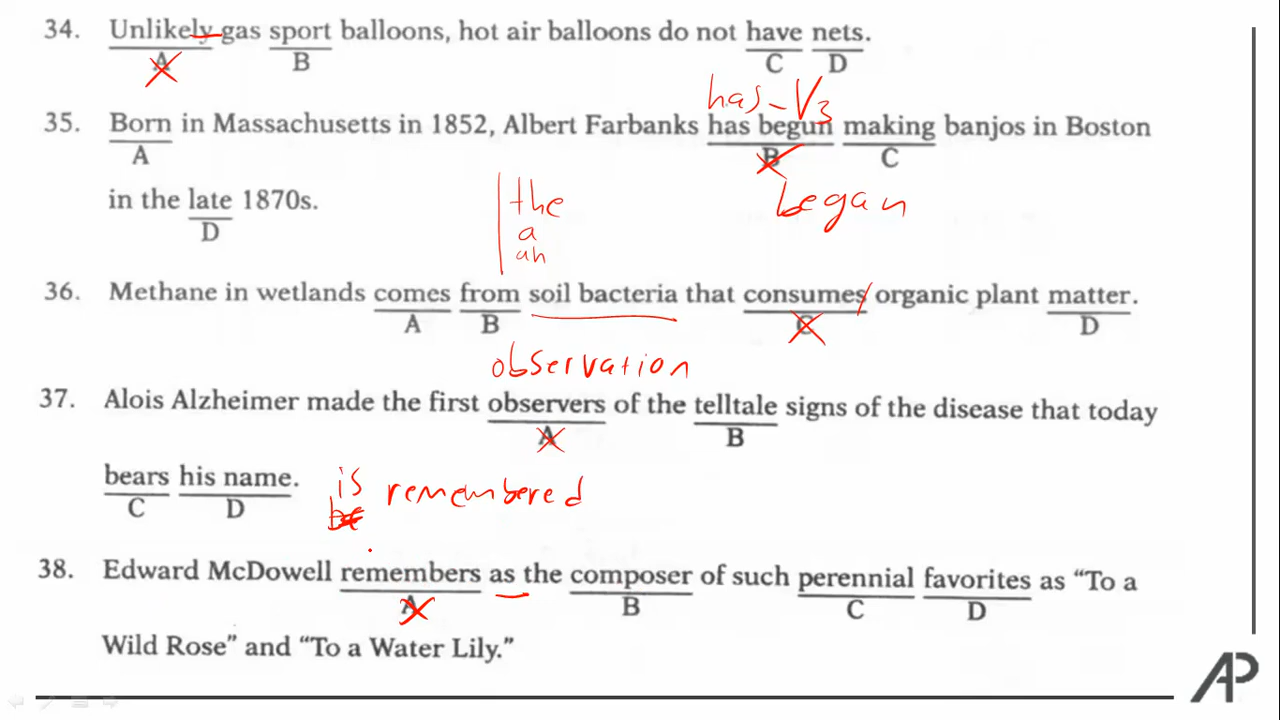 34. Unlikely gas sport balloons, hot air balloons do not have nets.
A B C D
has - V3
35. Born in Massachusetts in 1852, Albert Farbanks has begun making banjos in Boston
A B C
the
began
in the late 1870s.
D
a
an
36. Methane in wetlands comes from soil bacteria that consumes organic plant matter.
A B C D
observation
37. Alois Alzheimer made the first observers of the telltale signs of the disease that today
A B
bears his name.
C D
is remembered
be
38. Edward McDowell remembers as the composer of such perennial favorites as “To a
A B C D
Wild Rose” and “To a Water Lily.”
AP